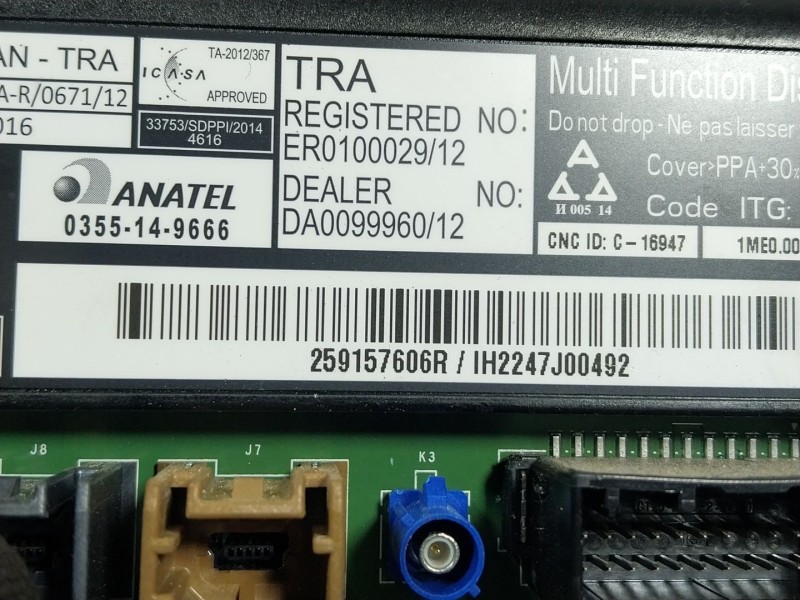 AN - TRA
A-R/0671/12
016
TA-2012/367
ICASA
APPROVED
33753/SDPPI/2014
4616
ANATEL
0355-14-9666
TRA
REGISTERED NO:
ER0100029/12
DEALER NO:
DA0099960/12
Multi Function Dis
Do not drop - Ne pas laisser
Cover>PPA+30%
И 005 14
Code ITG:
CNC ID: C-16947
1ME0.00
259157606R / IH2247J00492
J8
J7
K3